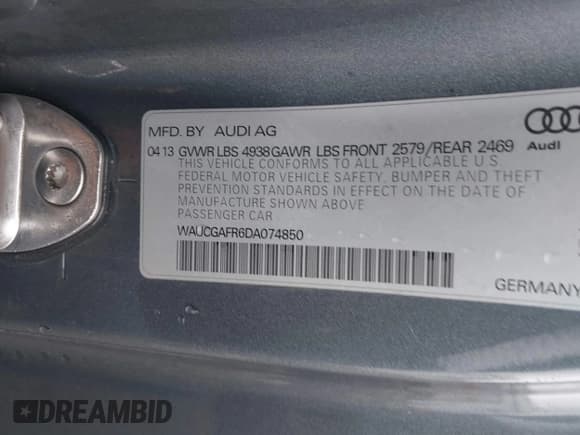 MFD. BY AUDI AG
04 13 GVWR LBS 4938 GAWR LBS FRONT 2579/REAR 2469
Audi
THIS VEHICLE CONFORMS TO ALL APPLICABLE U S
FEDERAL MOTOR VEHICLE SAFETY, BUMPER AND THEFT
PREVENTION STANDARDS IN EFFECT ON THE DATE OF
MANUFACTURE SHOWN ABOVE
PASSENGER CAR
WAUCGAFR6DA074850
GERMANY
DREAMBID